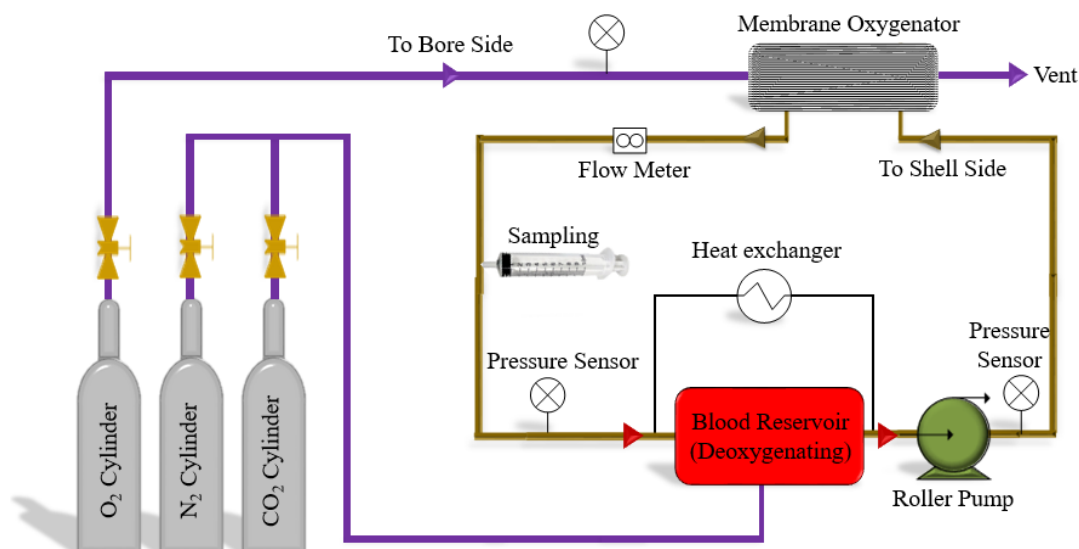 Membrane Oxygenator
To Bore Side
Vent
Flow Meter
To Shell Side
Sampling
Heat exchanger
Pressure Sensor
Pressure
Sensor
Blood Reservoir
(Deoxygenating)
Roller Pump
O₂ Cylinder
N₂ Cylinder
CO₂ Cylinder